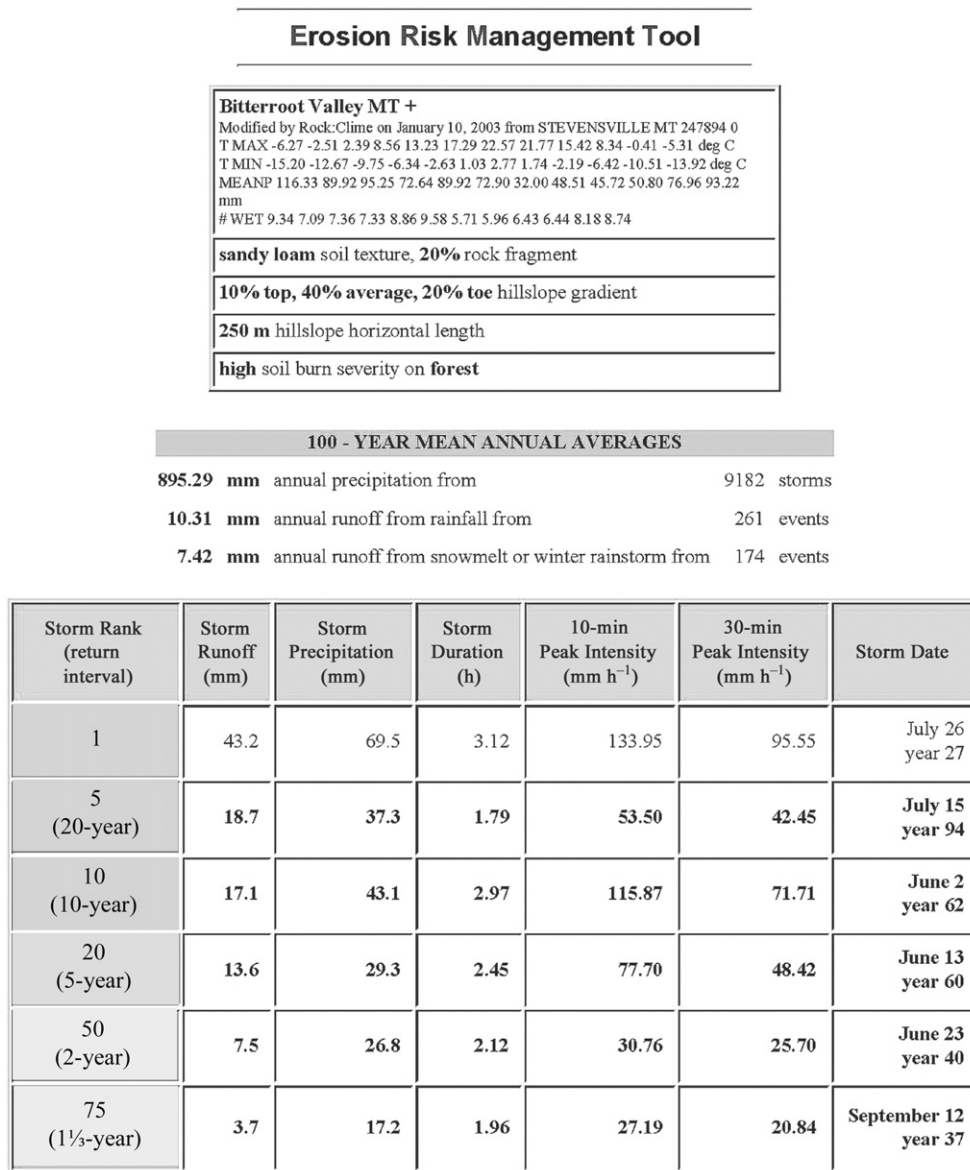 Erosion Risk Management Tool
Bitterroot Valley MT +
Modified by Rock:Clime on January 10, 2003 from STEVENSVILLE MT 247894 0
T MAX -6.27 -2.51 2.39 8.56 13.23 17.29 22.57 21.77 15.42 8.34 -0.41 -5.31 deg C
T MIN -15.20 -12.67 -9.75 -6.34 -2.63 1.03 2.77 1.74 -2.19 -6.42 -10.51 -13.92 deg C
MEANP 116.33 89.92 95.25 72.64 89.92 72.90 32.00 48.51 45.72 50.80 76.96 93.22
mm
# WET 9.34 7.09 7.36 7.33 8.86 9.58 5.71 5.96 6.43 6.44 8.18 8.74
sandy loam soil texture, 20% rock fragment
10% top, 40% average, 20% toe hillslope gradient
250 m hillslope horizontal length
high soil burn severity on forest
100 - YEAR MEAN ANNUAL AVERAGES
895.29 mm annual precipitation from 9182 storms
10.31 mm annual runoff from rainfall from 261 events
7.42 mm annual runoff from snowmelt or winter rainstorm from 174 events
Storm Rank
(return
interval)
Storm
Runoff
(mm)
Storm
Precipitation
(mm)
Storm
Duration
(h)
10-min
Peak Intensity
(mm h⁻¹)
30-min
Peak Intensity
(mm h⁻¹)
Storm Date
1 43.2 69.5 3.12 133.95 95.55 July 26
year 27
5
(20-year) 18.7 37.3 1.79 53.50 42.45 July 15
year 94
10
(10-year) 17.1 43.1 2.97 115.87 71.71 June 2
year 62
20
(5-year) 13.6 29.3 2.45 77.70 48.42 June 13
year 60
50
(2-year) 7.5 26.8 2.12 30.76 25.70 June 23
year 40
75
(1⅓-year) 3.7 17.2 1.96 27.19 20.84 September 12
year 37